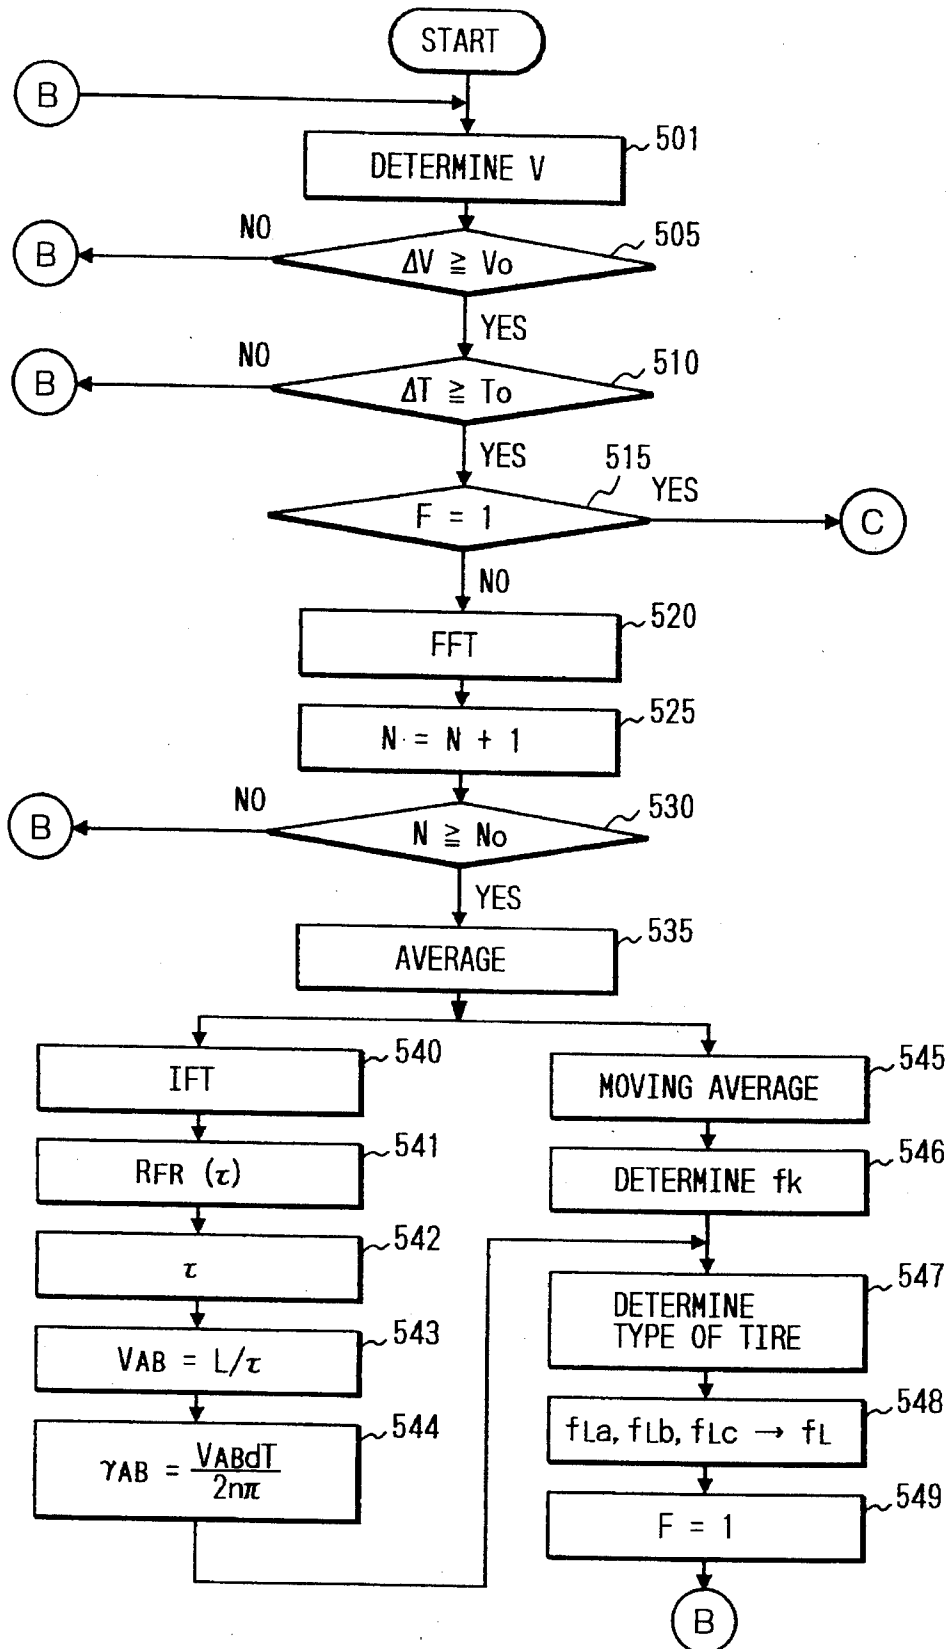 START
B
501
DETERMINE V
NO
505
B
ΔV ≧ Vo
YES
NO
510
B
ΔT ≧ To
YES
515
YES
F = 1
C
NO
520
FFT
525
N = N + 1
NO
530
B
N ≧ No
YES
535
AVERAGE
540
IFT
545
MOVING AVERAGE
541
RFR (τ)
546
DETERMINE fk
542
τ
547
DETERMINE
TYPE OF TIRE
543
VAB = L/τ
548
fLa, fLb, fLc → fL
544
γAB = VABdT / 2nπ
549
F = 1
B